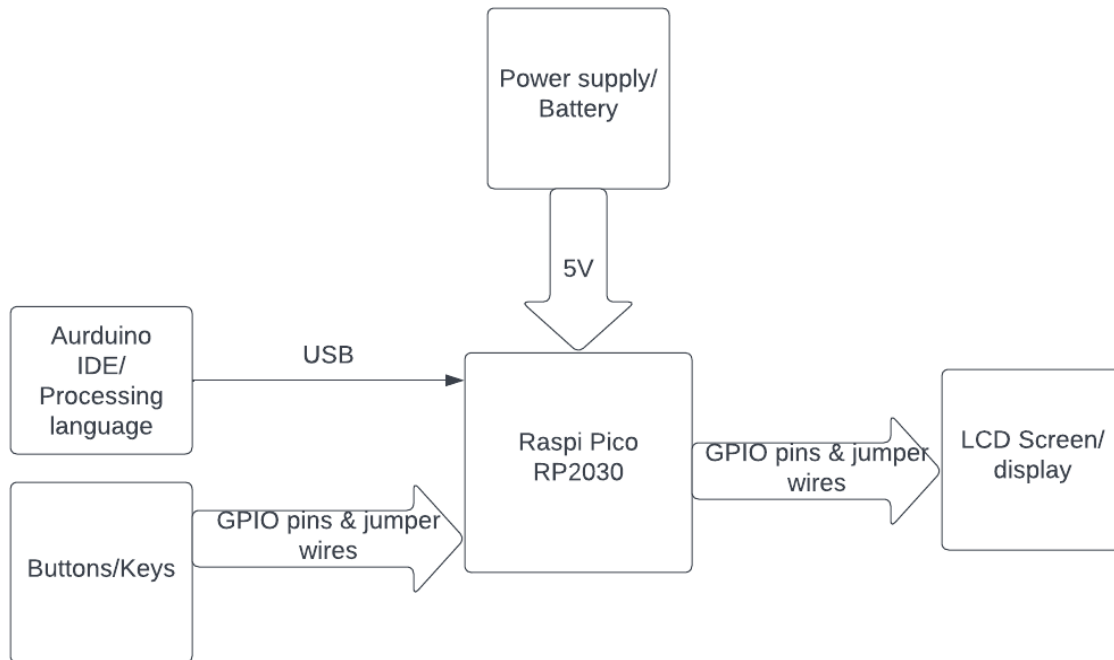 Power supply/
Battery
5V
Aurduino
IDE/
Processing
language
USB
Raspi Pico
RP2030
GPIO pins & jumper
wires
LCD Screen/
display
Buttons/Keys
GPIO pins & jumper
wires